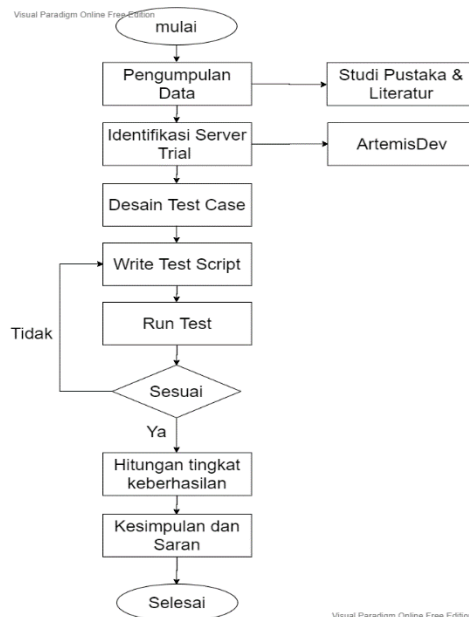 Visual Paradigm Online Free Edition
mulai
Pengumpulan
Data
Studi Pustaka &
Literatur
Identifikasi Server
Trial
ArtemisDev
Desain Test Case
Write Test Script
Run Test
Tidak
Sesuai
Ya
Hitungan tingkat
keberhasilan
Kesimpulan dan
Saran
Selesai
Visual Paradigm Online Free Edition